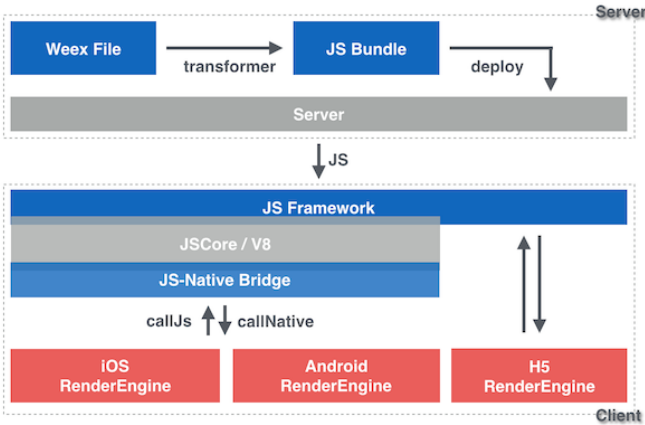 Server
Weex File
transformer
JS Bundle
deploy
Server
JS
JS Framework
JSCore / V8
JS-Native Bridge
callJs
callNative
iOS
RenderEngine
Android
RenderEngine
H5
RenderEngine
Client